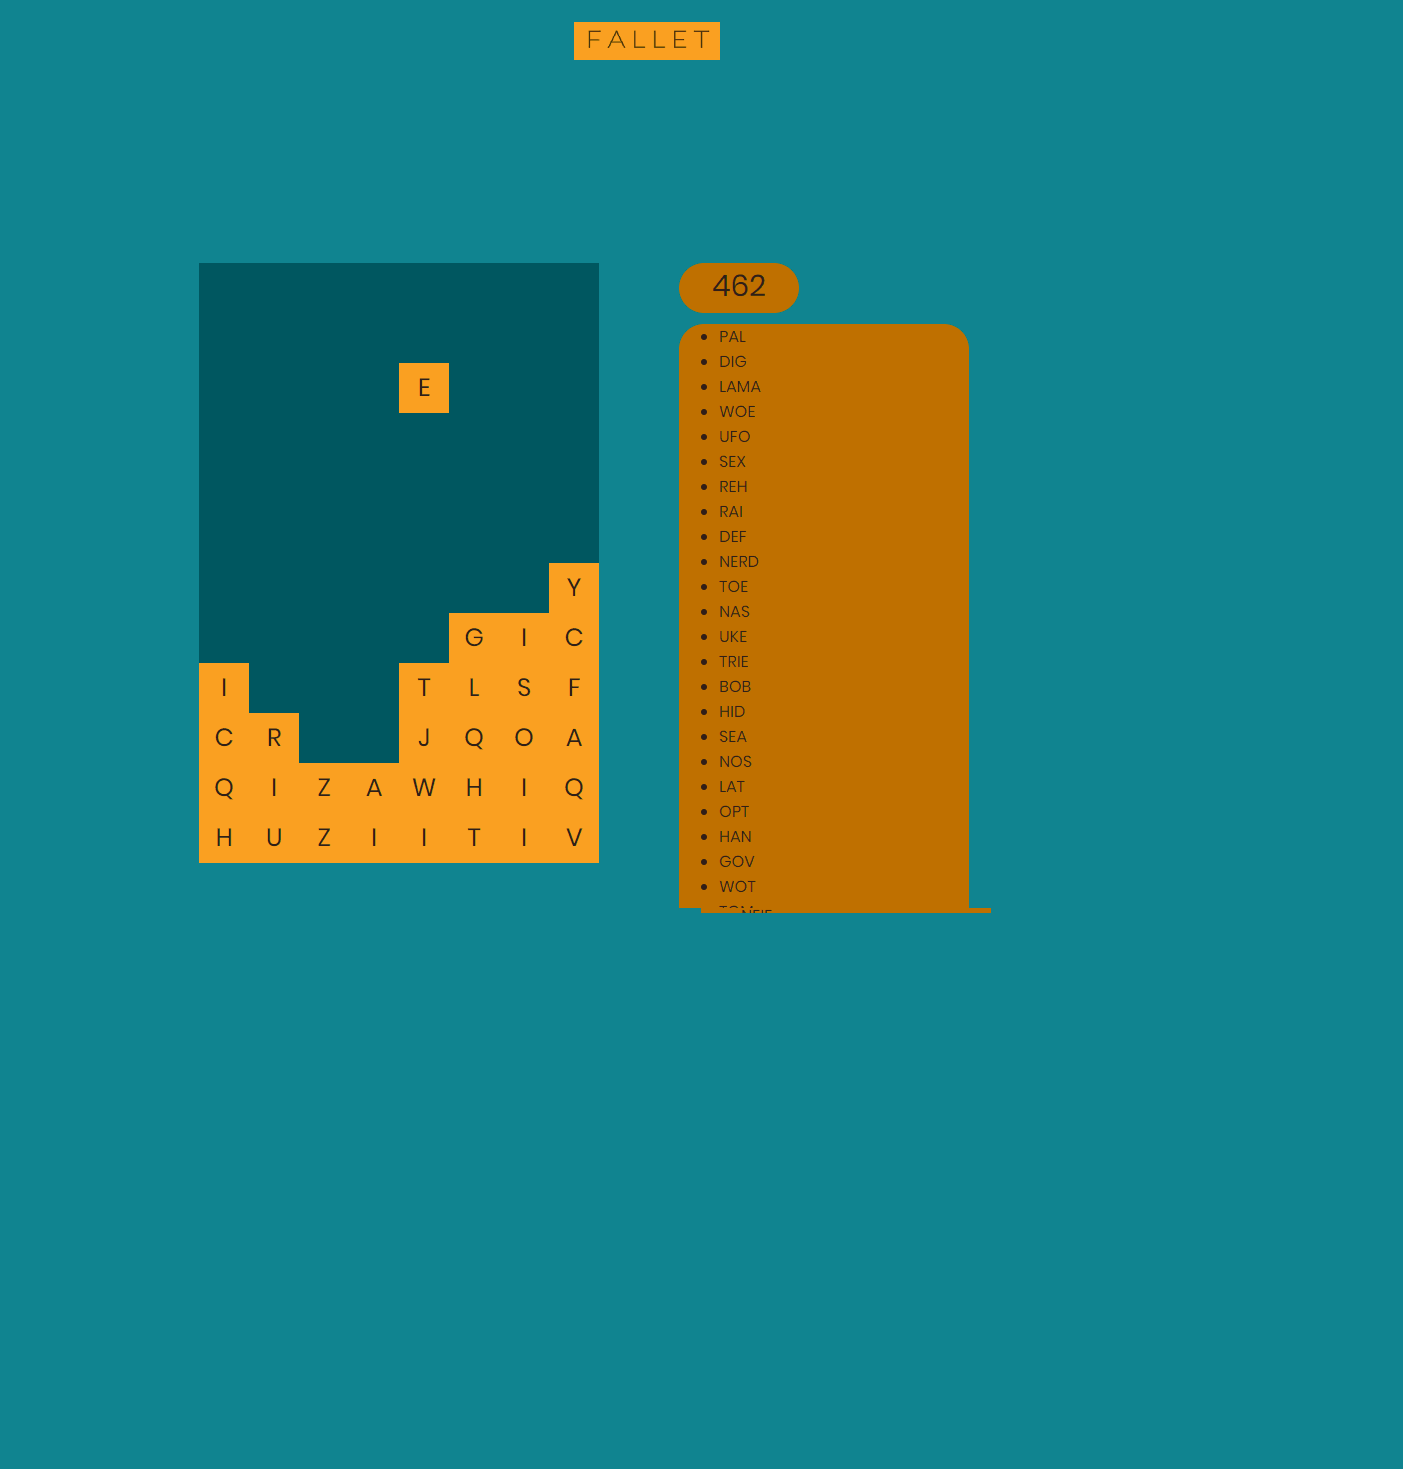 FALLET
462
E
Y
G I C
I T L S F
C R J Q O A
Q I Z A W H I Q
H U Z I I T I V
PAL
DIG
LAMA
WOE
UFO
SEX
REH
RAI
DEF
NERD
TOE
NAS
UKE
TRIE
BOB
HID
SEA
NOS
LAT
OPT
HAN
GOV
WOT